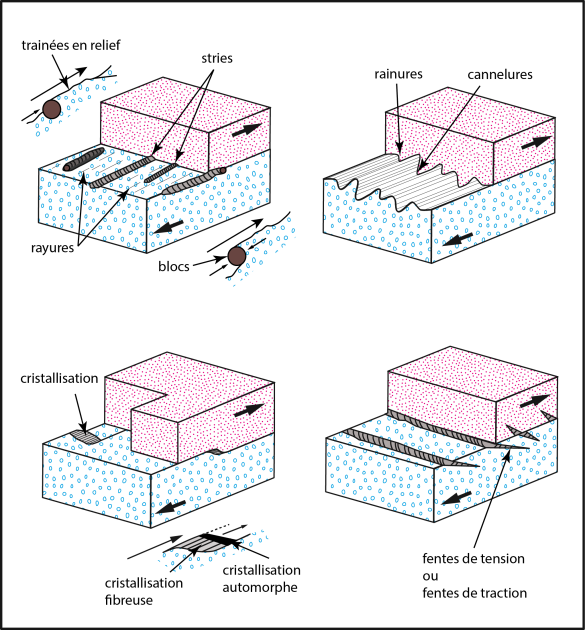 trainées en relief
stries
rayures
blocs
rainures
cannelures
cristallisation
cristallisation
fibreuse
cristallisation
automorphe
fentes de tension
ou
fentes de traction